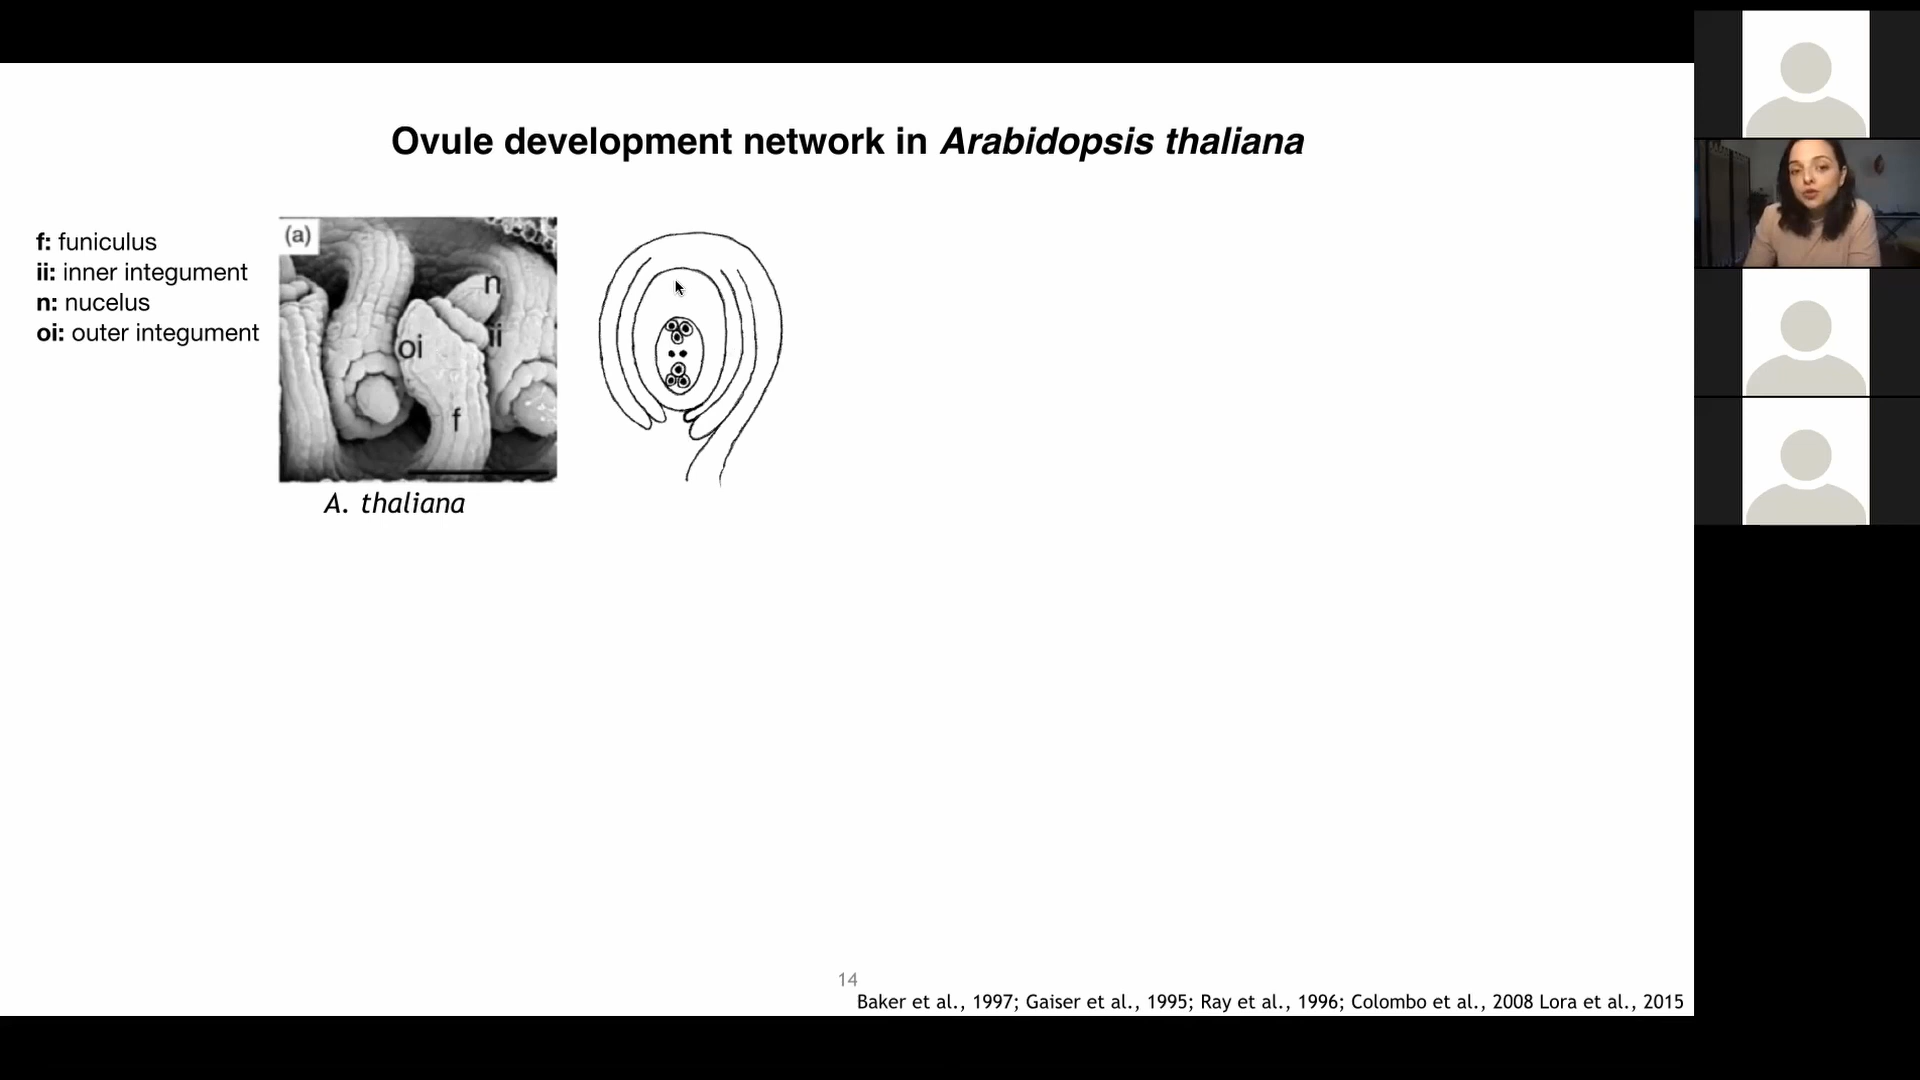 Ovule development network in Arabidopsis thaliana
f: funiculus
ii: inner integument
n: nucelus
oi: outer integument
(a)
n
ii
oi
f
A. thaliana
14
Baker et al., 1997; Gaiser et al., 1995; Ray et al., 1996; Colombo et al., 2008 Lora et al., 2015